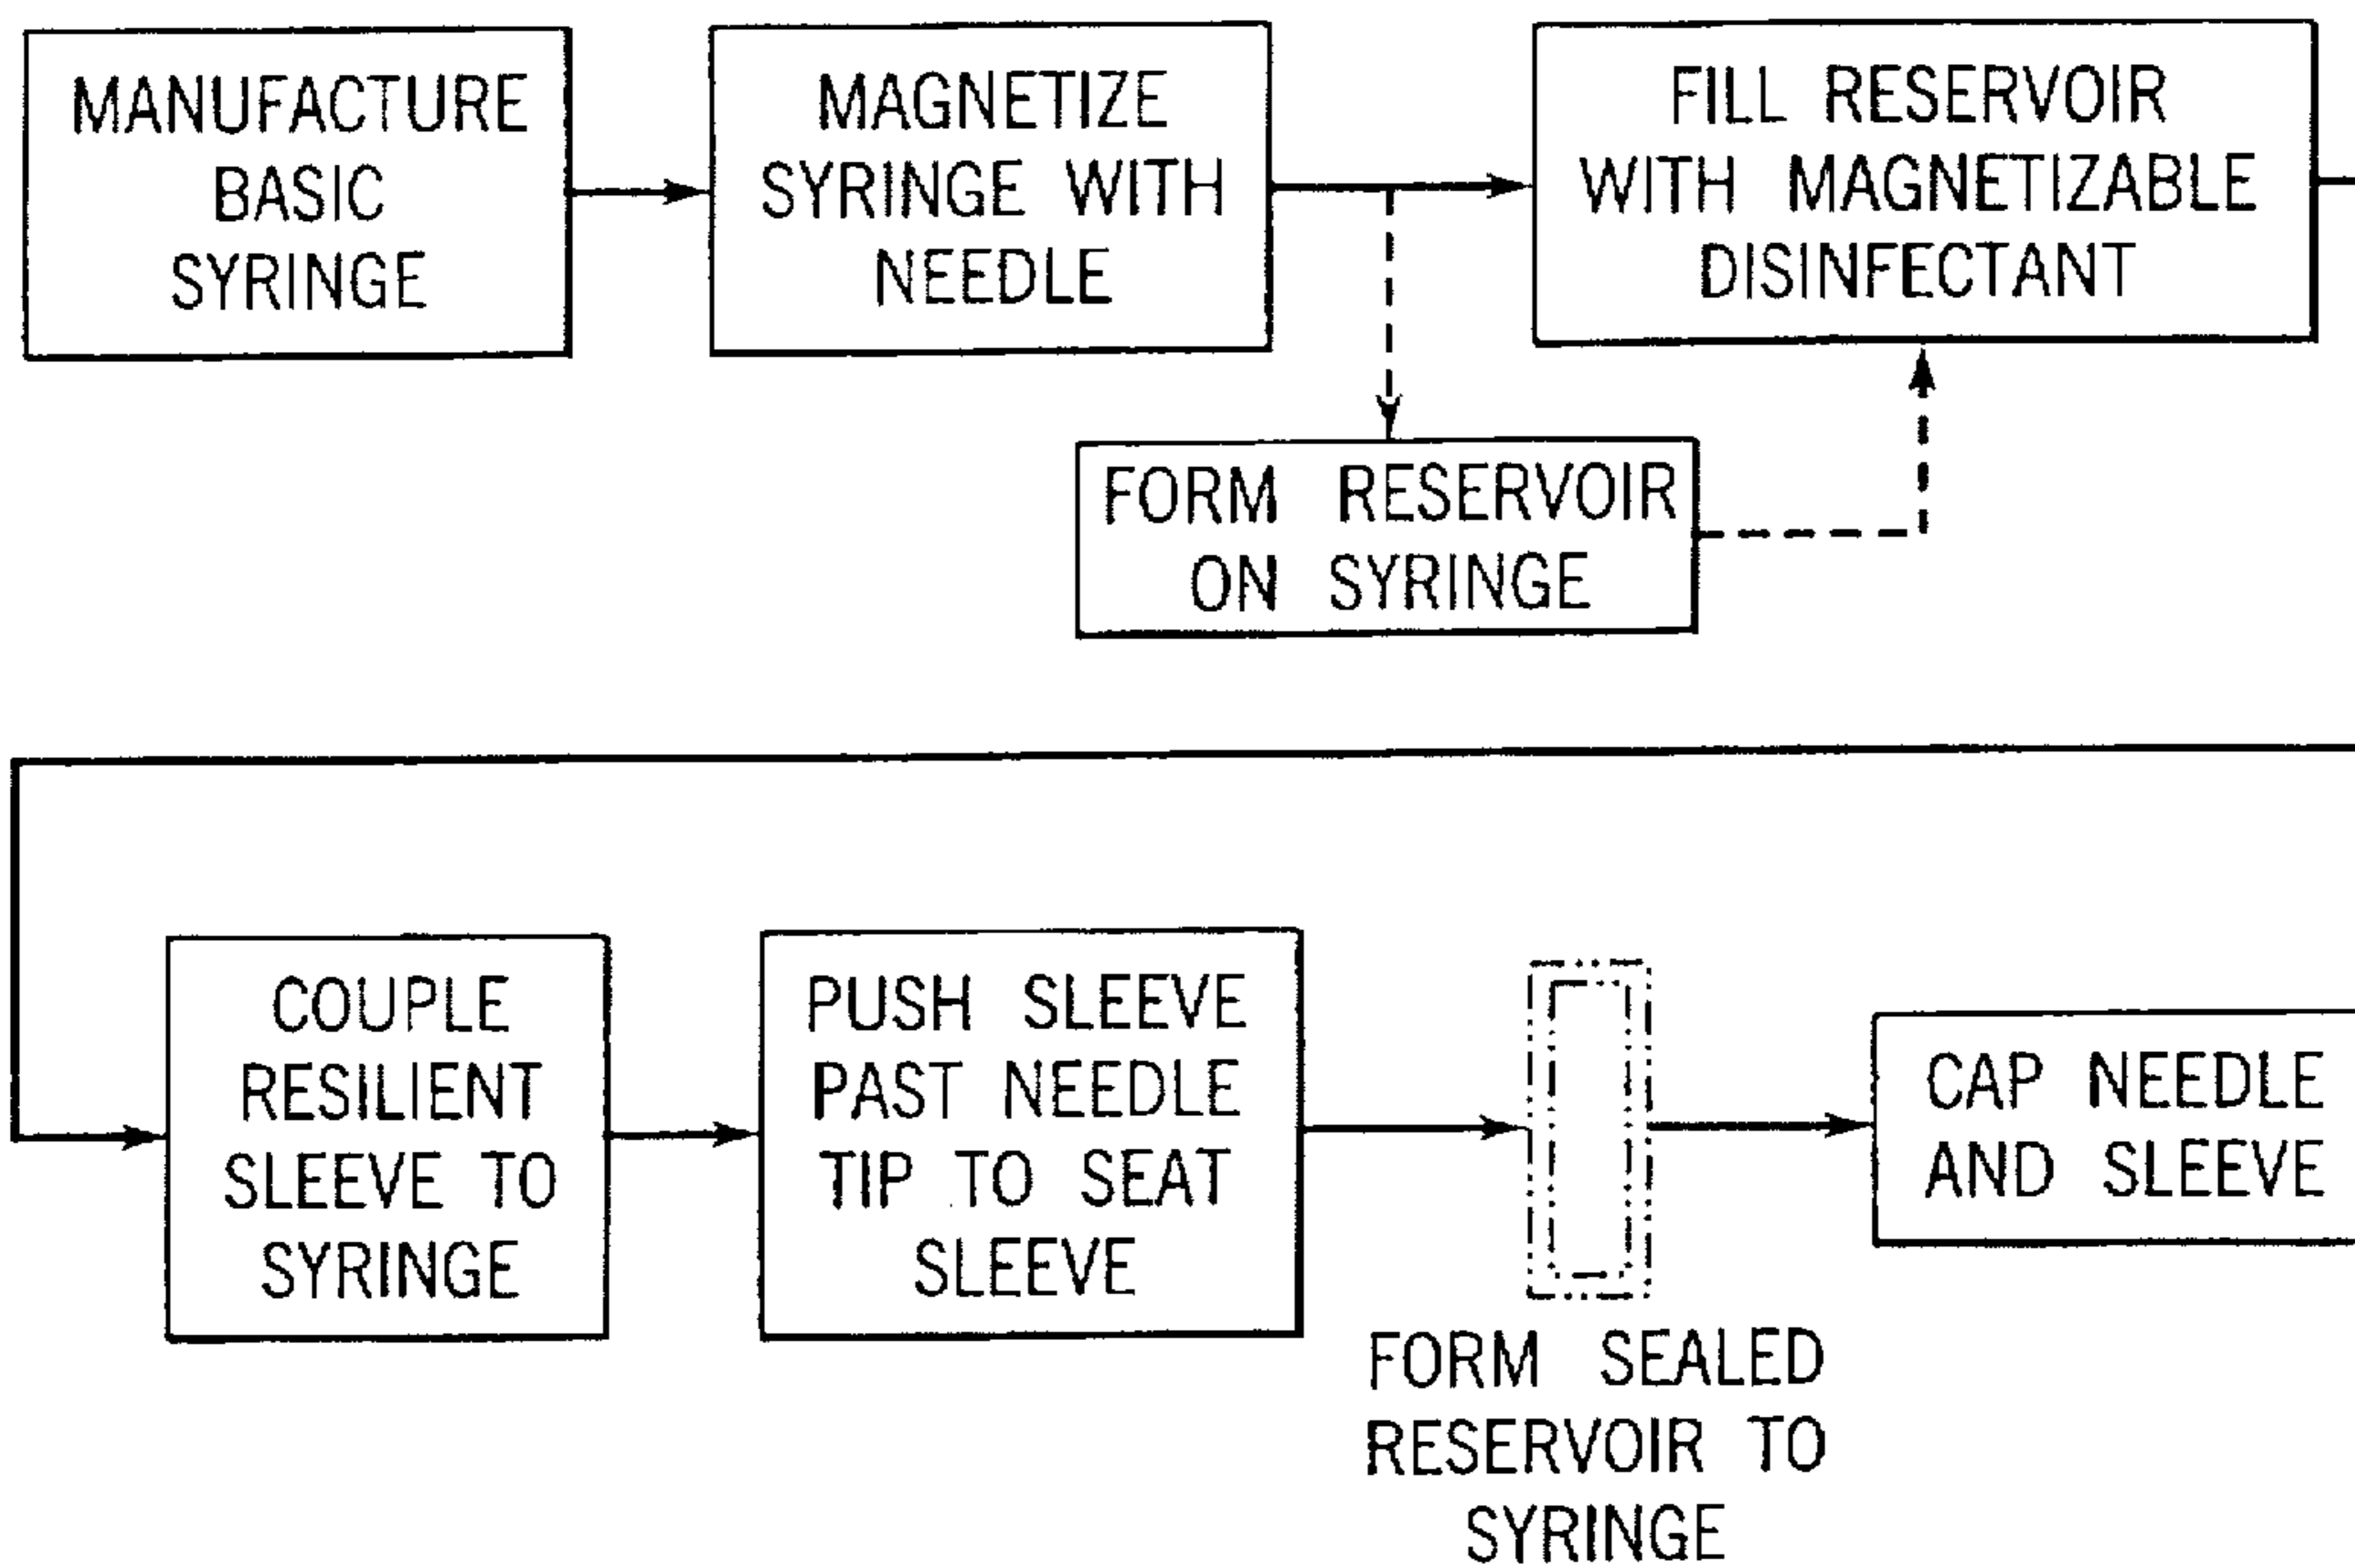 MANUFACTURE
BASIC
SYRINGE
MAGNETIZE
SYRINGE WITH
NEEDLE
FILL RESERVOIR
WITH MAGNETIZABLE
DISINFECTANT
FORM RESERVOIR
ON SYRINGE
COUPLE
RESILIENT
SLEEVE TO
SYRINGE
PUSH SLEEVE
PAST NEEDLE
TIP TO SEAT
SLEEVE
FORM SEALED
RESERVOIR TO
SYRINGE
CAP NEEDLE
AND SLEEVE